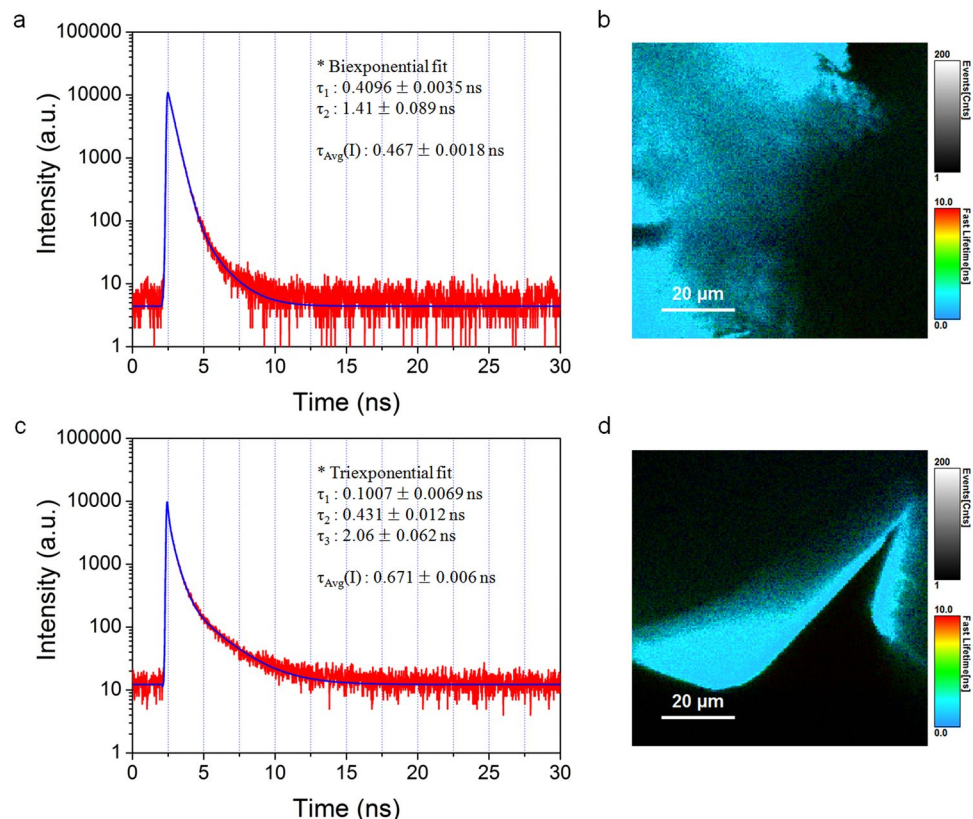 a
100000
10000
1000
100
10
1
Intensity (a.u.)
0 5 10 15 20 25 30
Time (ns)
* Biexponential fit
τ₁ : 0.4096 ± 0.0035 ns
τ₂ : 1.41 ± 0.089 ns
τAvg(I) : 0.467 ± 0.0018 ns
b
20 µm
200
Events[Cnts]
1
10.0
Fast Lifetime[ns]
0.0
c
100000
10000
1000
100
10
1
Intensity (a.u.)
0 5 10 15 20 25 30
Time (ns)
* Triexponential fit
τ₁ : 0.1007 ± 0.0069 ns
τ₂ : 0.431 ± 0.012 ns
τ₃ : 2.06 ± 0.062 ns
τAvg(I) : 0.671 ± 0.006 ns
d
20 µm
200
Events[Cnts]
1
10.0
Fast Lifetime[ns]
0.0